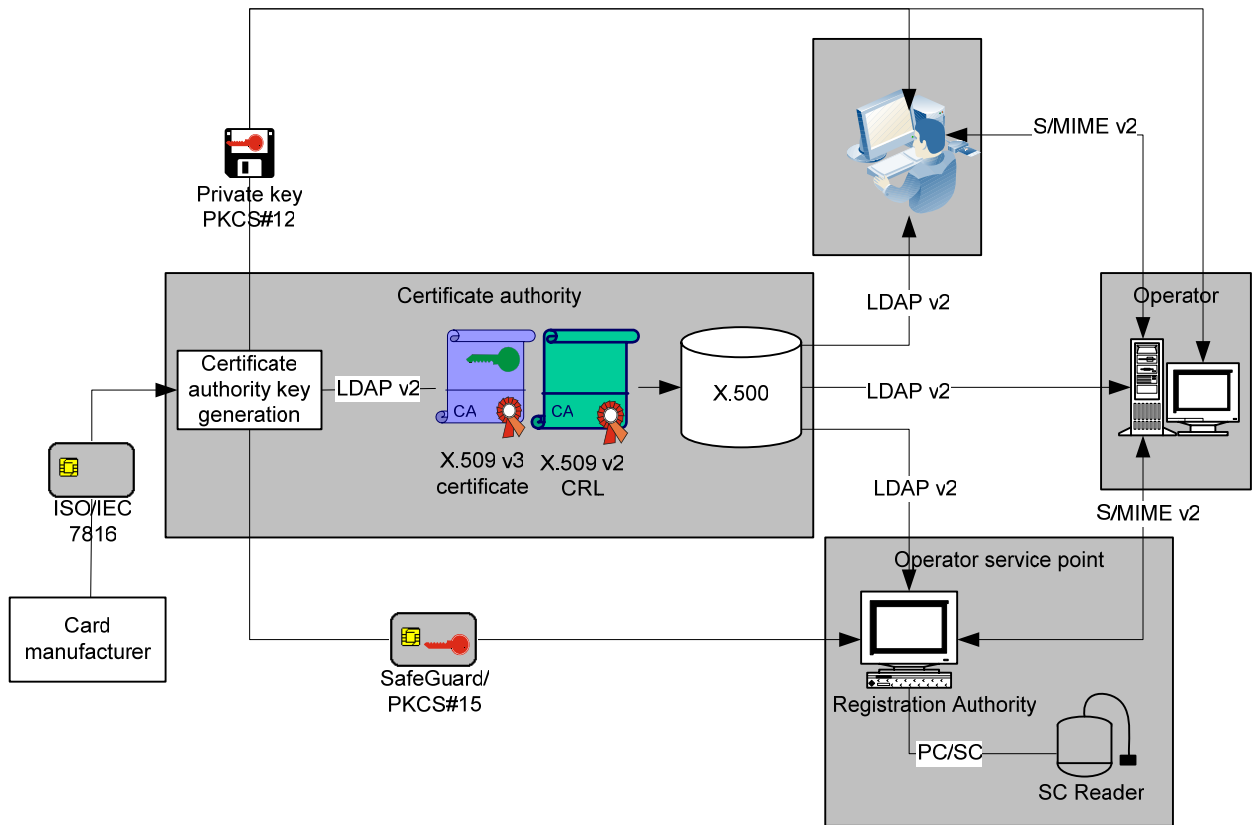 S/MIME v2
Private key
PKCS#12
Certificate authority
LDAP v2
Operator
Certificate
authority key
generation
LDAP v2
CA
CA
X.500
LDAP v2
X.509 v3
certificate
X.509 v2
CRL
LDAP v2
ISO/IEC
7816
S/MIME v2
Operator service point
Card
manufacturer
SafeGuard/
PKCS#15
Registration Authority
PC/SC
SC Reader